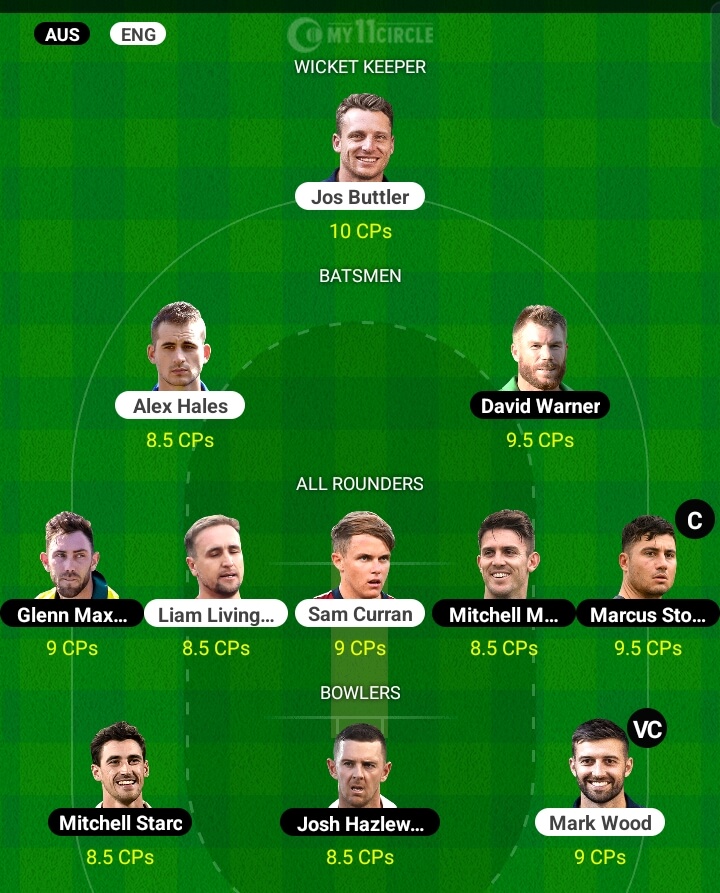 AUS ENG
MY11CIRCLE
WICKET KEEPER
Jos Buttler
10 CPs
BATSMEN
Alex Hales David Warner
8.5 CPs 9.5 CPs
ALL ROUNDERS
C
Glenn Max... Liam Living... Sam Curran Mitchell M... Marcus Sto...
9 CPs 8.5 CPs 9 CPs 8.5 CPs 9.5 CPs
BOWLERS
VC
Mitchell Starc Josh Hazlew... Mark Wood
8.5 CPs 8.5 CPs 9 CPs